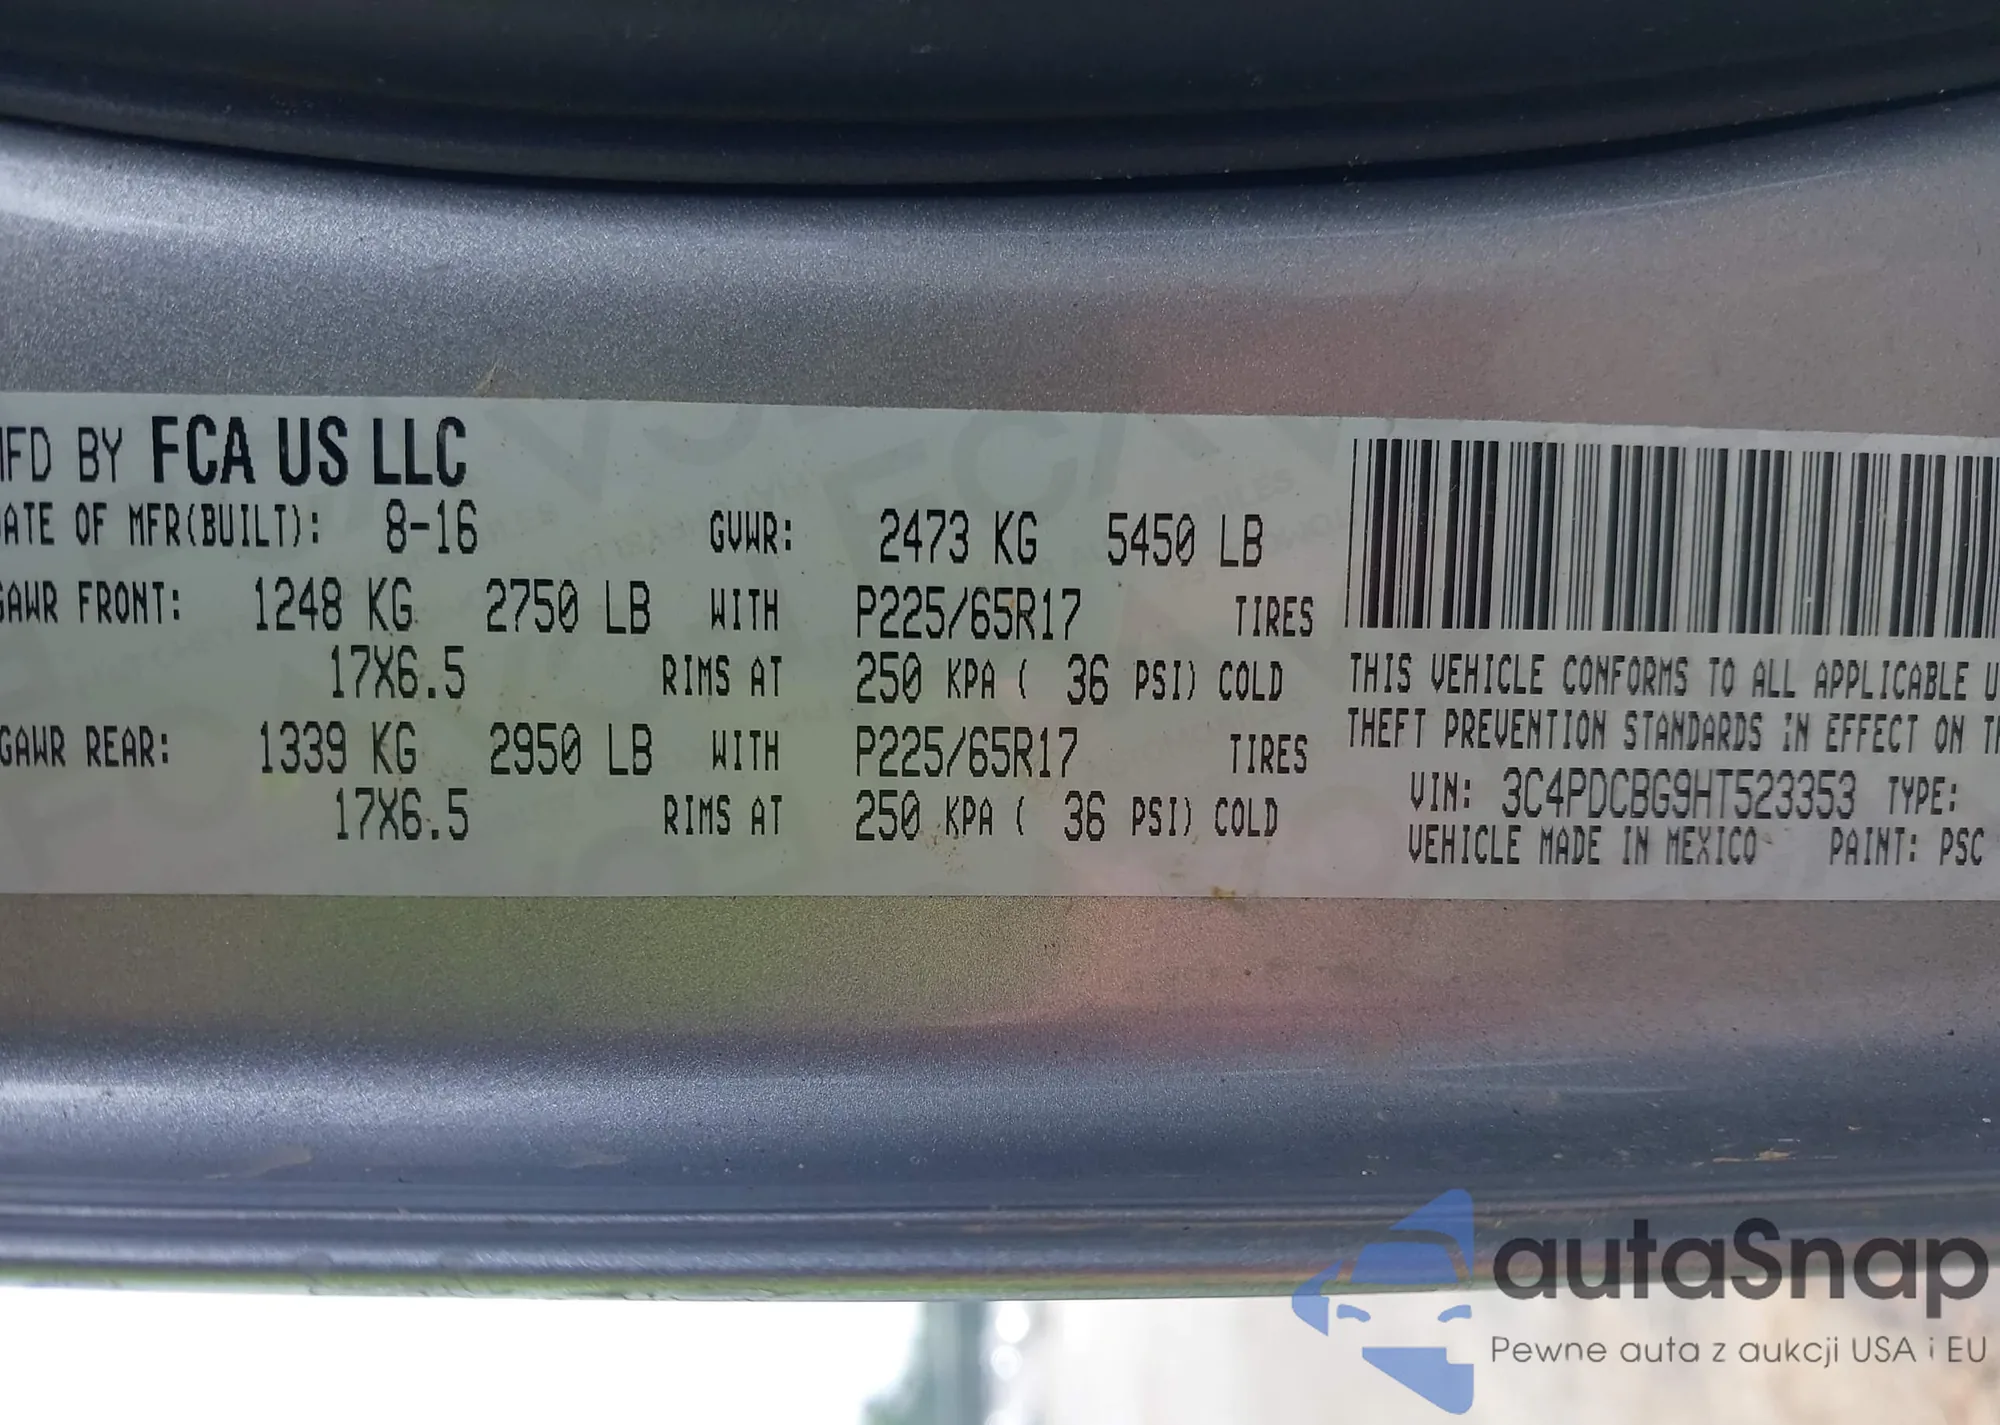 MFD BY FCA US LLC
DATE OF MFR(BUILT): 8-16 GVWR: 2473 KG 5450 LB
GAWR FRONT: 1248 KG 2750 LB WITH P225/65R17 TIRES
17X6.5 RIMS AT 250 KPA ( 36 PSI) COLD
GAWR REAR: 1339 KG 2950 LB WITH P225/65R17 TIRES
17X6.5 RIMS AT 250 KPA ( 36 PSI) COLD
THIS VEHICLE CONFORMS TO ALL APPLICABLE U
THEFT PREVENTION STANDARDS IN EFFECT ON TH
VIN: 3C4PDCBG9HT523353 TYPE:
VEHICLE MADE IN MEXICO PAINT: PSC
autaSnap
Pewne auta z aukcji USA i EU